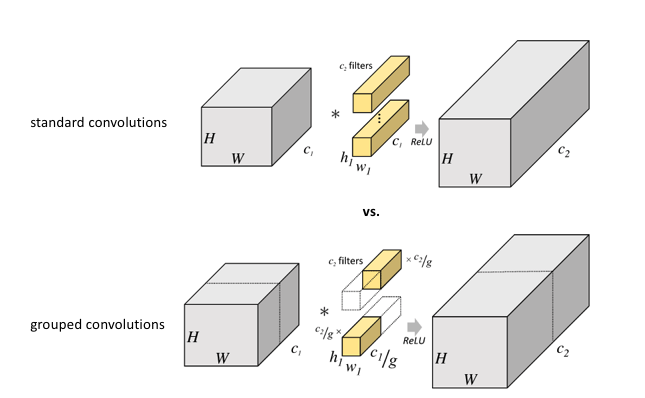 c₂ filters
standard convolutions
*
H
W
c₁
h₁ w₁
c₁
ReLU
H
W
c₂
vs.
c₂ filters
× c₂/g
grouped convolutions
*
c₂/g ×
H
W
c₁
h₁ w₁
c₁/g
ReLU
H
W
c₂